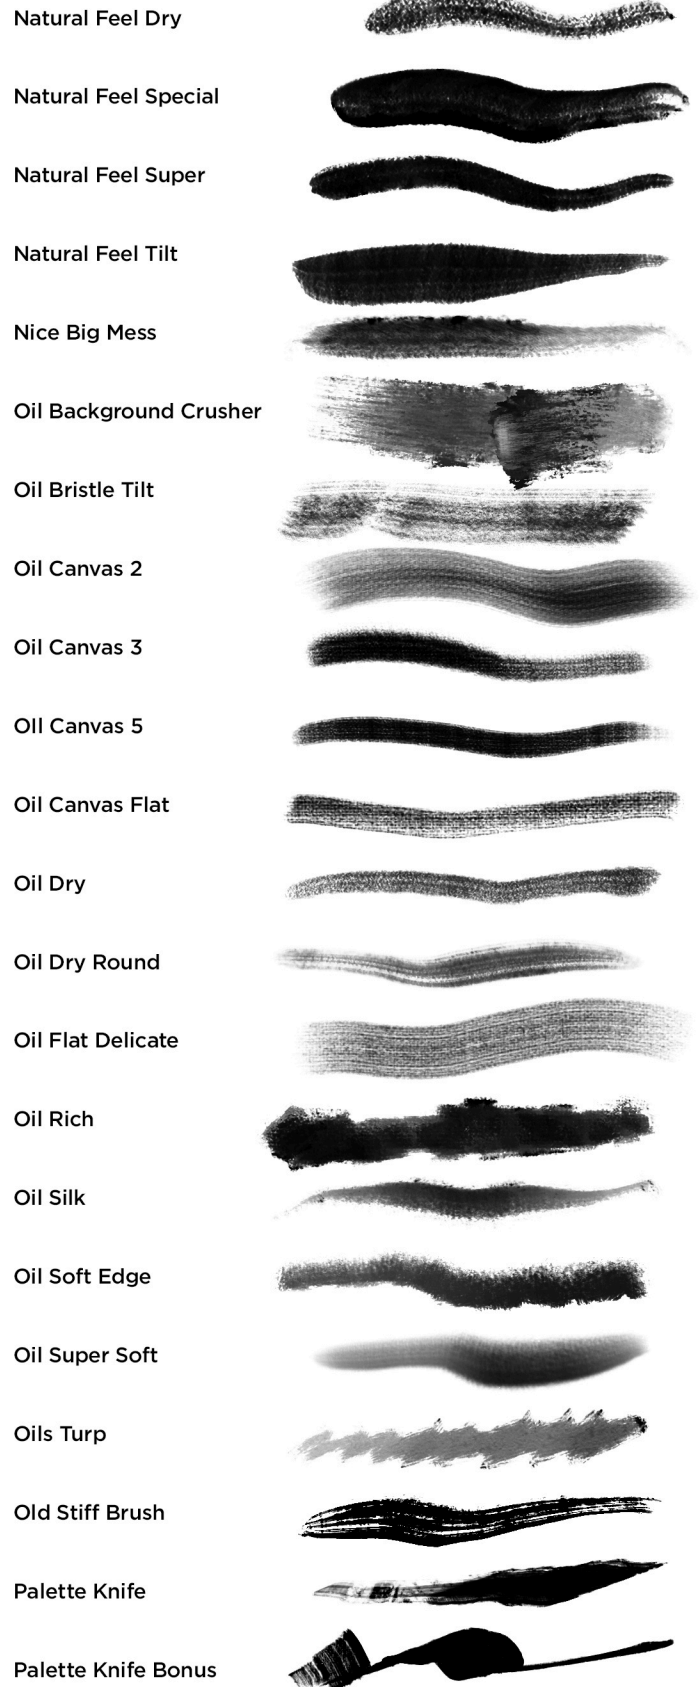 Natural Feel Dry
Natural Feel Special
Natural Feel Super
Natural Feel Tilt
Nice Big Mess
Oil Background Crusher
Oil Bristle Tilt
Oil Canvas 2
Oil Canvas 3
OIl Canvas 5
Oil Canvas Flat
Oil Dry
Oil Dry Round
Oil Flat Delicate
Oil Rich
Oil Silk
Oil Soft Edge
Oil Super Soft
Oils Turp
Old Stiff Brush
Palette Knife
Palette Knife Bonus